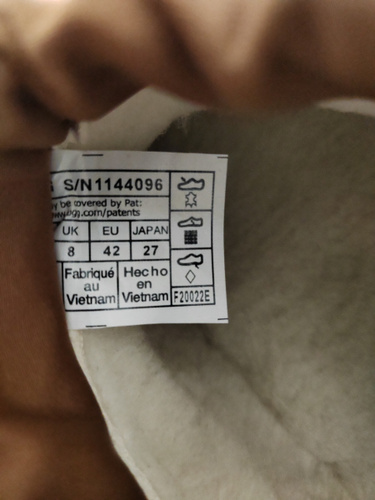 S/N1144096
be covered by Pat:
.com/patents
UK EU JAPAN
8 42 27
Fabriqué Hecho
au en
Vietnam Vietnam
F20022E